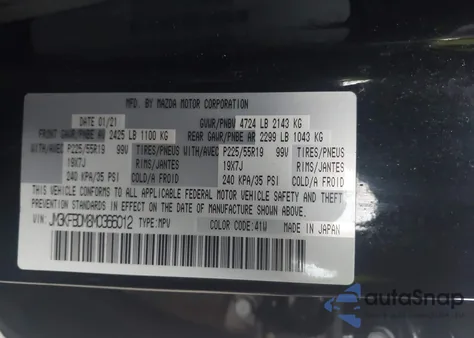 MFD. BY MAZDA MOTOR CORPORATION
DATE 01/21 GVWR/PNBV 4724 LB 2143 KG
FRONT GAWR/PNBE AV 2425 LB 1100 KG REAR GAWR/PNBE AR 2299 LB 1043 KG
WITH/AVEC P225/55R19 99V WITH/AVEC P225/55R19 99V
19X7J RIMS/JANTES 19X7J RIMS/JANTES
240 KPA/35 PSI COLD/A FROID 240 KPA/35 PSI COLD/A FROID
THIS VEHICLE CONFORMS TO ALL APPLICABLE FEDERAL MOTOR VEHICLE SAFETY AND THEFT
PREVENTION STANDARDS IN EFFECT ON THE DATE OF MANUFACTURE SHOWN ABOVE.
VIN: JM3KFBDM8M0366012 TYPE:MPV COLOR CODE:41W MADE IN JAPAN
autoSnap